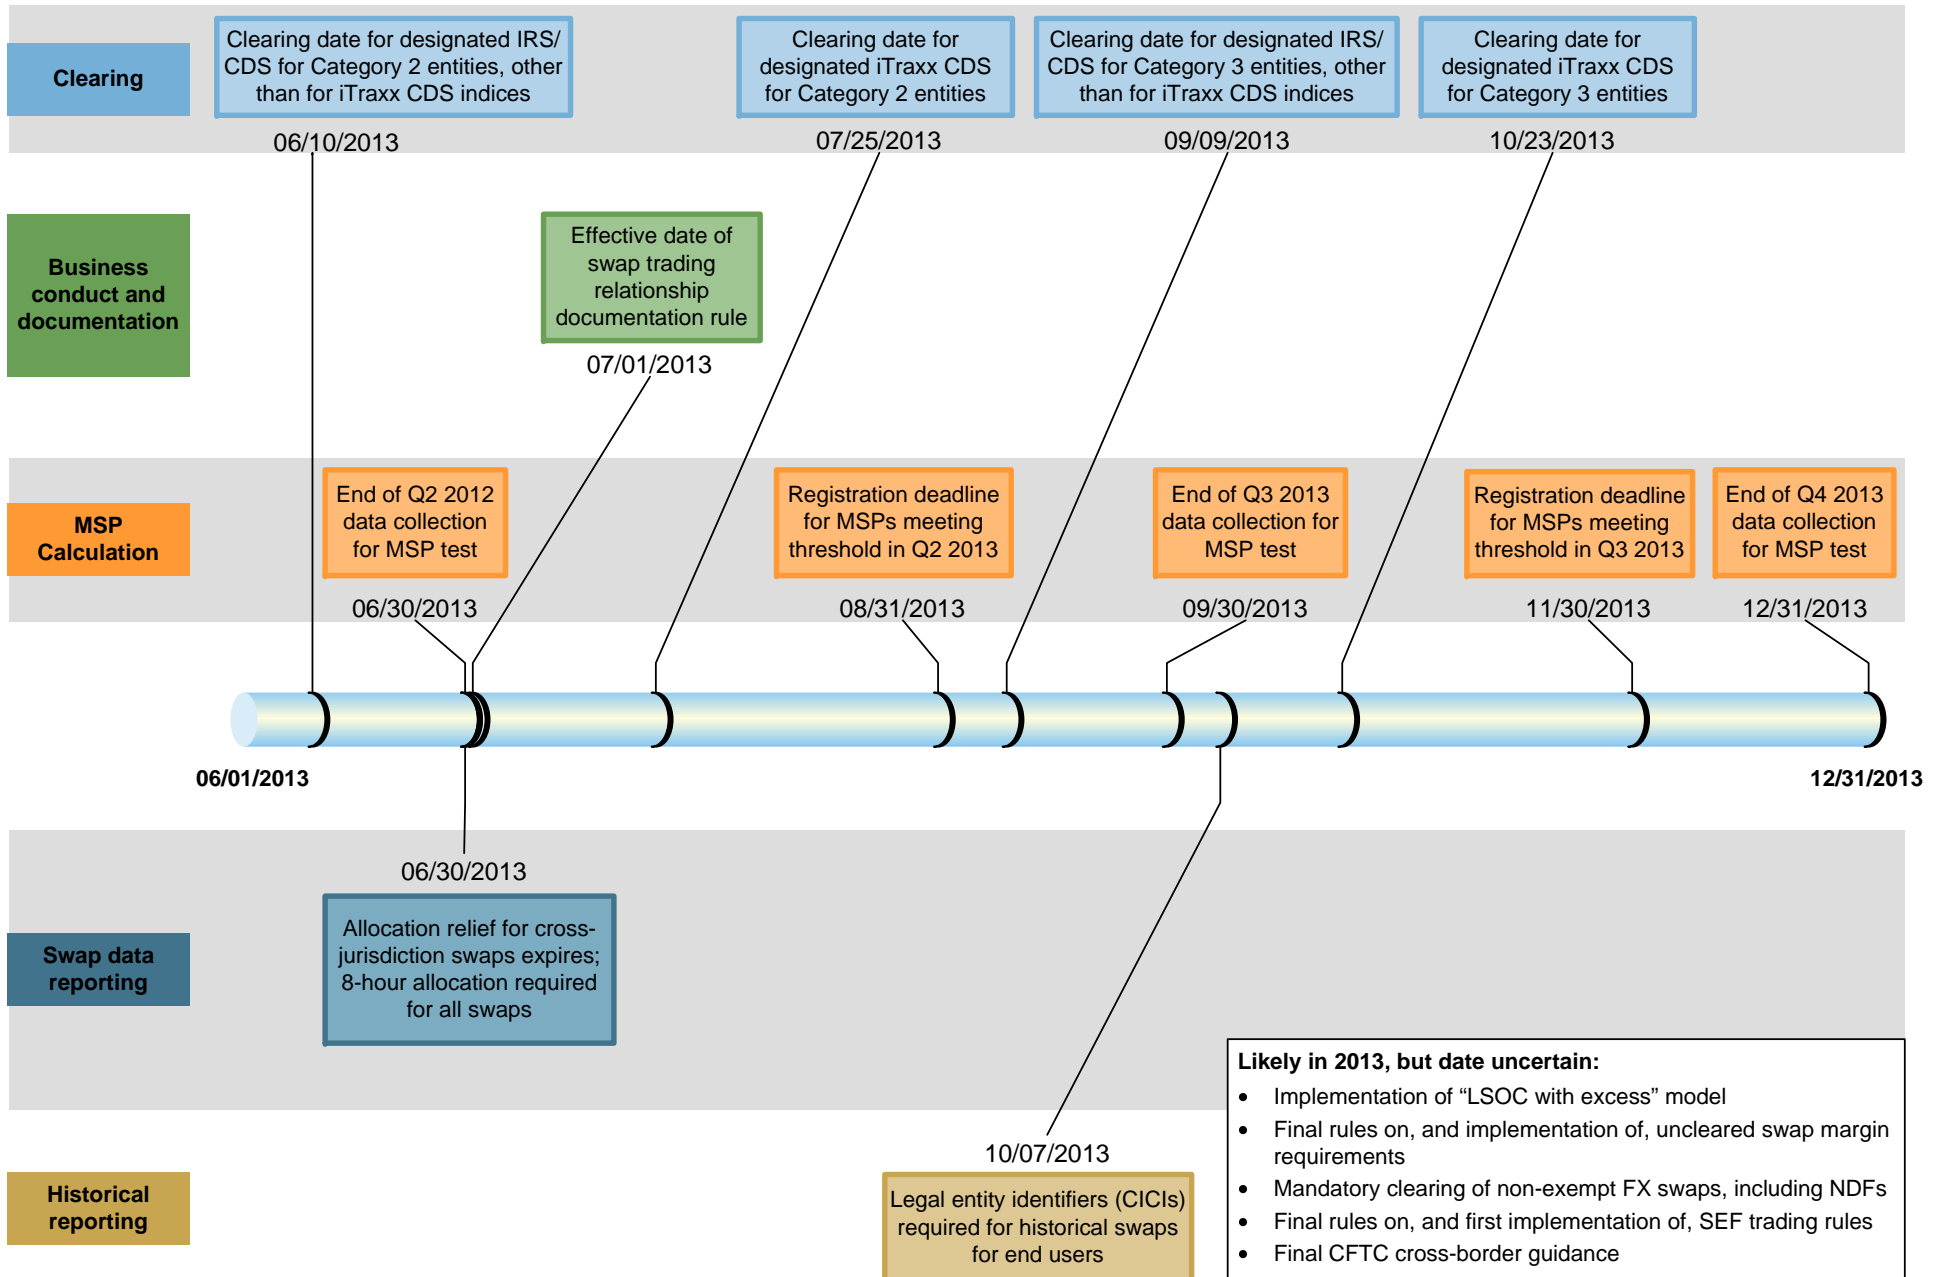 Clearing
Clearing date for designated IRS/
CDS for Category 2 entities, other
than for iTraxx CDS indices
06/10/2013
Clearing date for
designated iTraxx CDS
for Category 2 entities
07/25/2013
Clearing date for designated IRS/
CDS for Category 3 entities, other
than for iTraxx CDS indices
09/09/2013
Clearing date for
designated iTraxx CDS
for Category 3 entities
10/23/2013
Business
conduct and
documentation
Effective date of
swap trading
relationship
documentation rule
07/01/2013
MSP
Calculation
End of Q2 2012
data collection
for MSP test
06/30/2013
Registration deadline
for MSPs meeting
threshold in Q2 2013
08/31/2013
End of Q3 2013
data collection for
MSP test
09/30/2013
Registration deadline
for MSPs meeting
threshold in Q3 2013
11/30/2013
End of Q4 2013
data collection
for MSP test
12/31/2013
06/01/2013
12/31/2013
Swap data
reporting
06/30/2013
Allocation relief for cross-
jurisdiction swaps expires;
8-hour allocation required
for all swaps
Historical
reporting
10/07/2013
Legal entity identifiers (CICIs)
required for historical swaps
for end users
Likely in 2013, but date uncertain:
• Implementation of “LSOC with excess” model
• Final rules on, and implementation of, uncleared swap margin
requirements
• Mandatory clearing of non-exempt FX swaps, including NDFs
• Final rules on, and first implementation of, SEF trading rules
• Final CFTC cross-border guidance